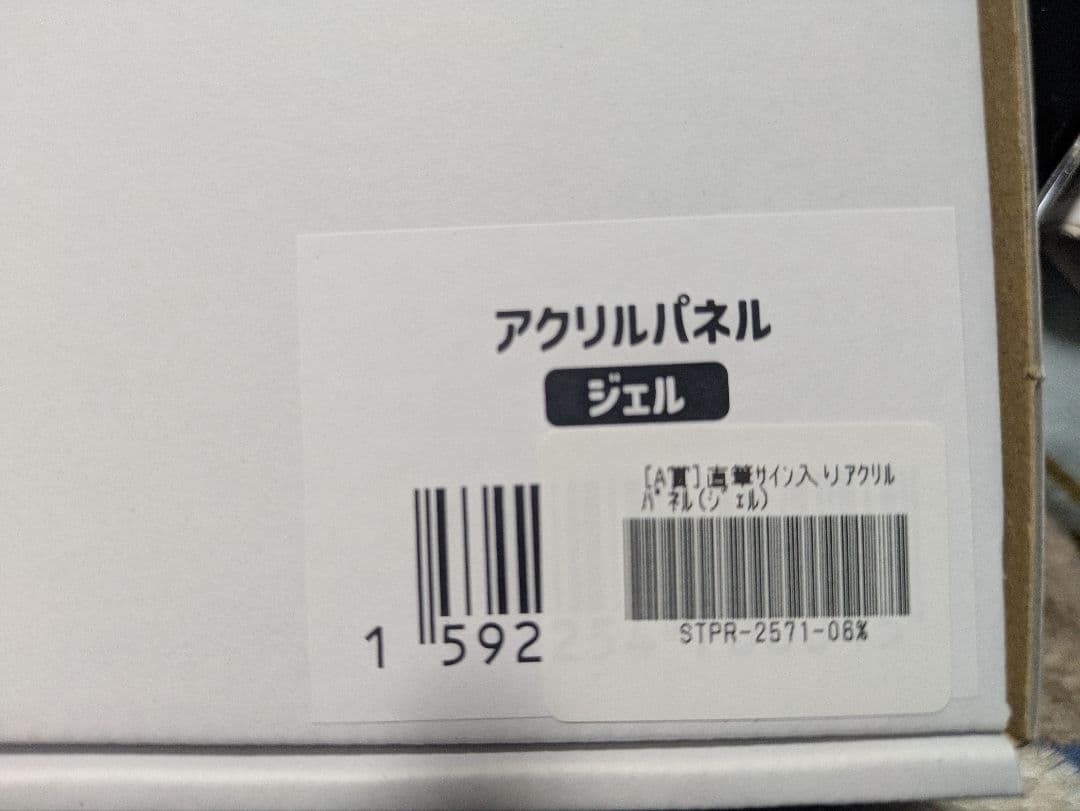 アクリルパネル
ジェル
[A賞]直筆サイン入りアクリル
パネル(ジェル)
1 592
STPR-2571-06%